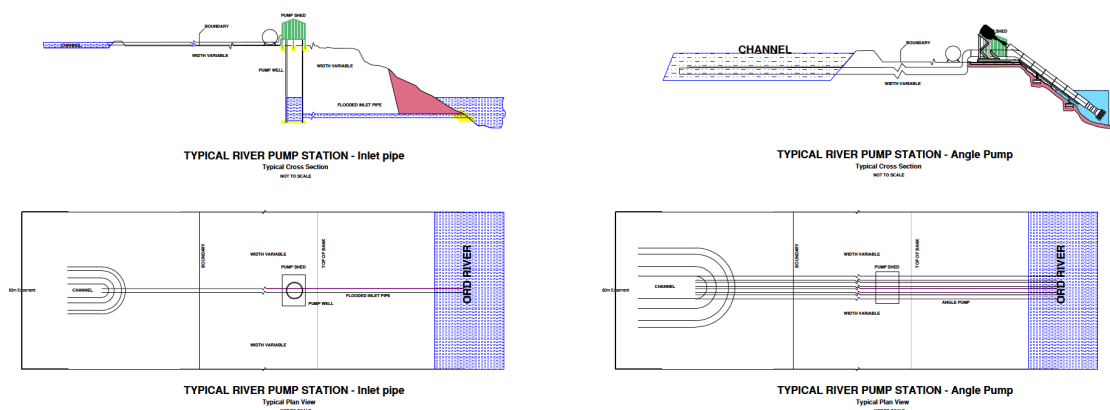 PUMP SHED
BOUNDARY
CHANNEL
WIDTH VARIABLE
PUMP WELL
WIDTH VARIABLE
FLOODED INLET PIPE
TYPICAL RIVER PUMP STATION - Inlet pipe
Typical Cross Section
NOT TO SCALE
CHANNEL
BOUNDARY
SHED
WIDTH VARIABLE
TYPICAL RIVER PUMP STATION - Angle Pump
Typical Cross Section
NOT TO SCALE
BOUNDARY
WIDTH VARIABLE
TOP OF BANK
ORD RIVER
PUMP SHED
Easement
CHANNEL
FLOODED INLET PIPE
PUMP WELL
WIDTH VARIABLE
TYPICAL RIVER PUMP STATION - Inlet pipe
Typical Plan View
BOUNDARY
WIDTH VARIABLE
TOP OF BANK
ORD RIVER
PUMP SHED
Easement
CHANNEL
ANGLE PUMP
WIDTH VARIABLE
TYPICAL RIVER PUMP STATION - Angle Pump
Typical Plan View